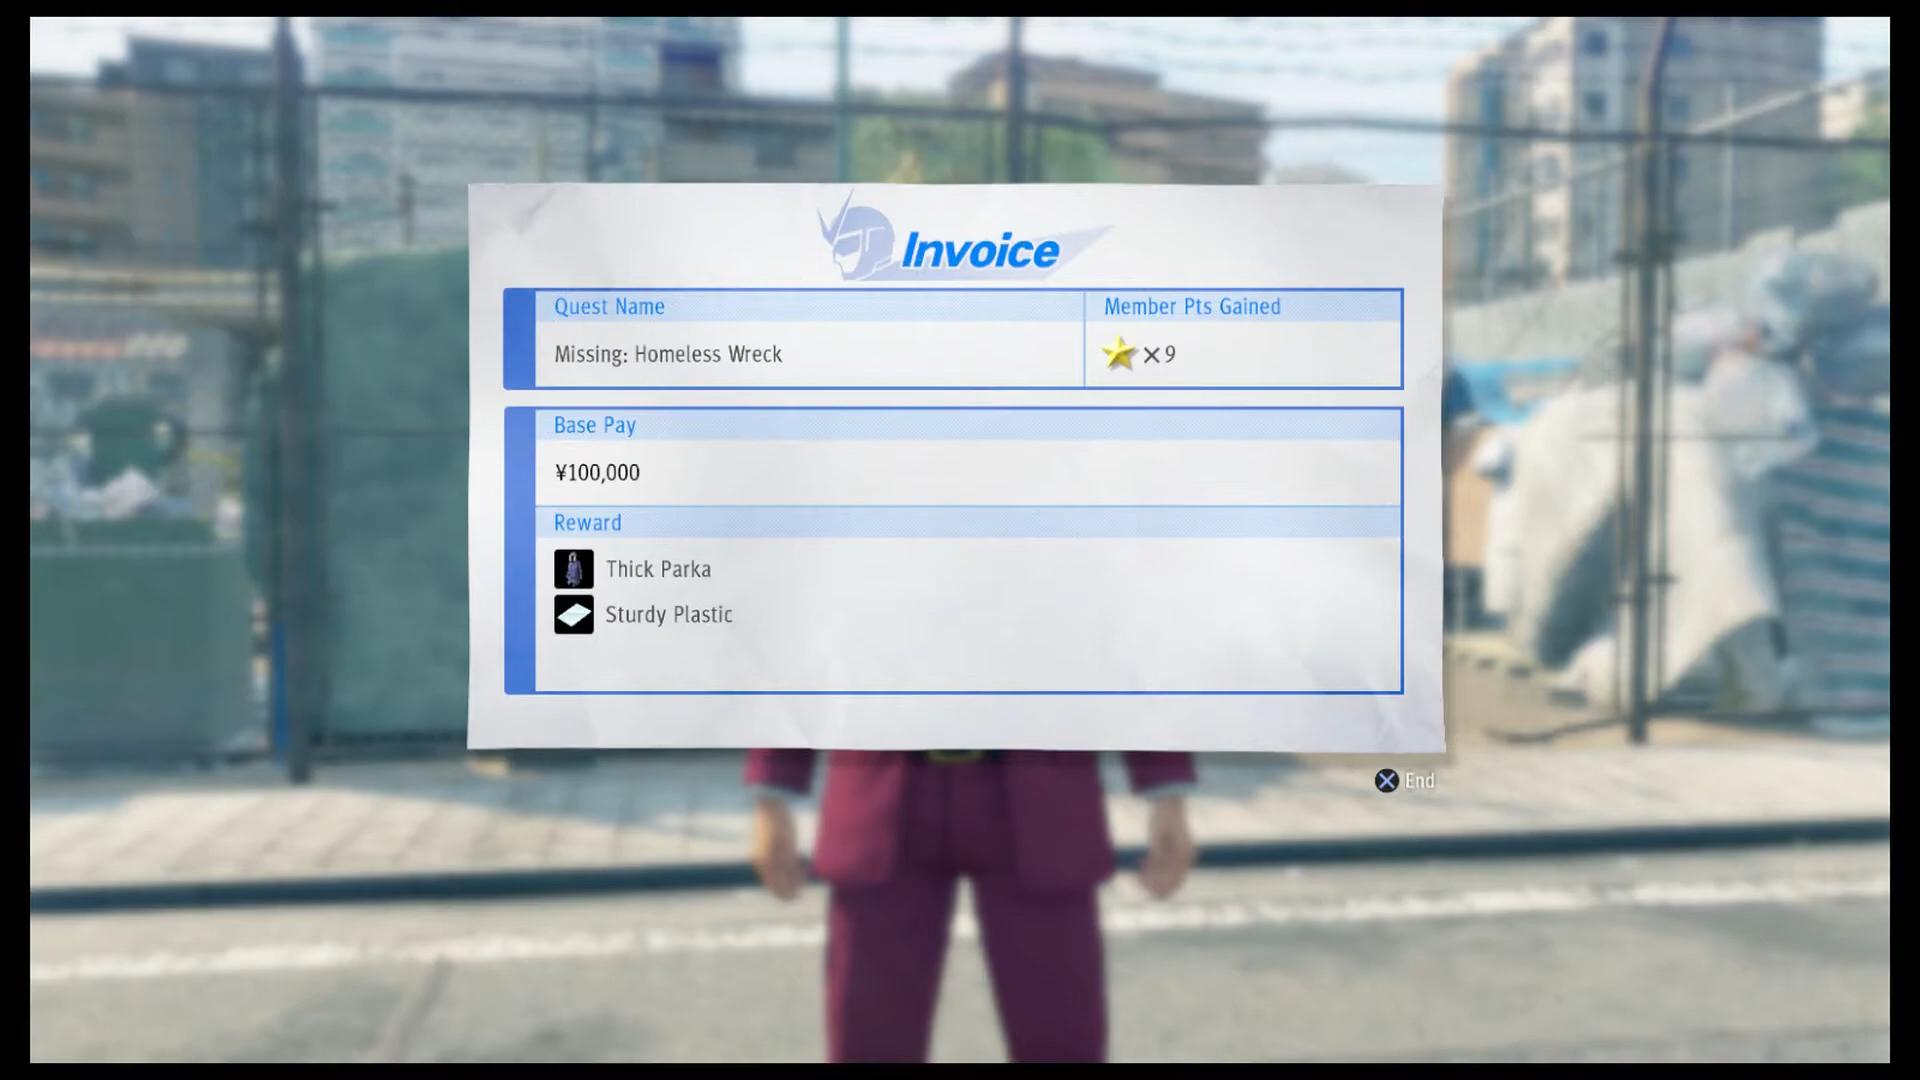 Invoice
Quest Name
Member Pts Gained
Missing: Homeless Wreck
×9
Base Pay
¥100,000
Reward
Thick Parka
Sturdy Plastic
End